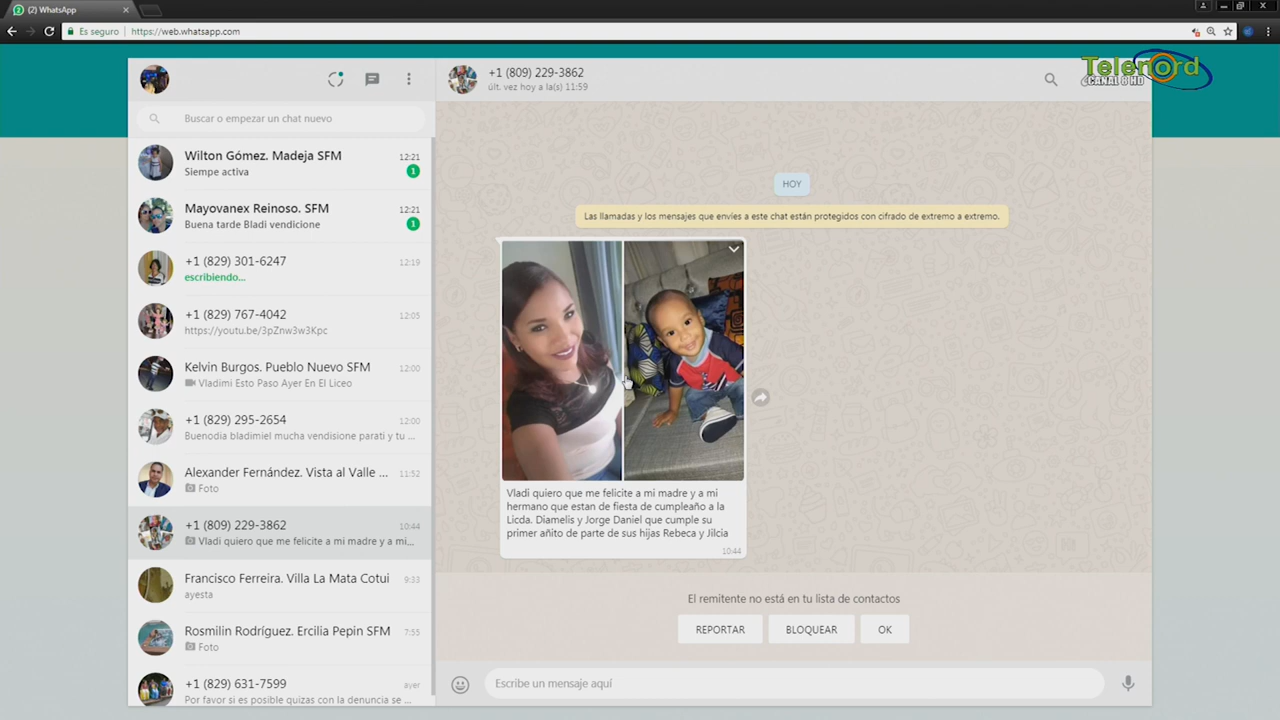 (2) WhatsApp
Es seguro
https://web.whatsapp.com
Telenord
CANAL 8 HD
Buscar o empezar un chat nuevo
Wilton Gómez. Madeja SFM 12:21
Siempe activa 1
Mayovanex Reinoso. SFM 12:21
Buena tarde Bladi vendicione 1
+1 (829) 301-6247 12:19
escribiendo...
+1 (829) 767-4042 12:05
https://youtu.be/3pZnw3w3Kpc
Kelvin Burgos. Pueblo Nuevo SFM 12:00
Vladimi Esto Paso Ayer En El Liceo
+1 (829) 295-2654 12:00
Buenodia bladimiel mucha vendisione parati y tu ...
Alexander Fernández. Vista al Valle ... 11:52
Foto
+1 (809) 229-3862 10:44
Vladi quiero que me felicite a mi madre y a mi...
Francisco Ferreira. Villa La Mata Cotui 9:33
ayesta
Rosmilin Rodríguez. Ercilia Pepin SFM 7:55
Foto
+1 (829) 631-7599 ayer
Por favor si es posible quizas con la denuncia se ...
+1 (809) 229-3862
últ. vez hoy a la(s) 11:59
HOY
Las llamadas y los mensajes que envíes a este chat están protegidos con cifrado de extremo a extremo.
Vladi quiero que me felicite a mi madre y a mi
hermano que estan de fiesta de cumpleaño a la
Licda. Diamelis y Jorge Daniel que cumple su
primer añito de parte de sus hijas Rebeca y Jilcia
10:44
El remitente no está en tu lista de contactos
REPORTAR
BLOQUEAR
OK
Escribe un mensaje aquí